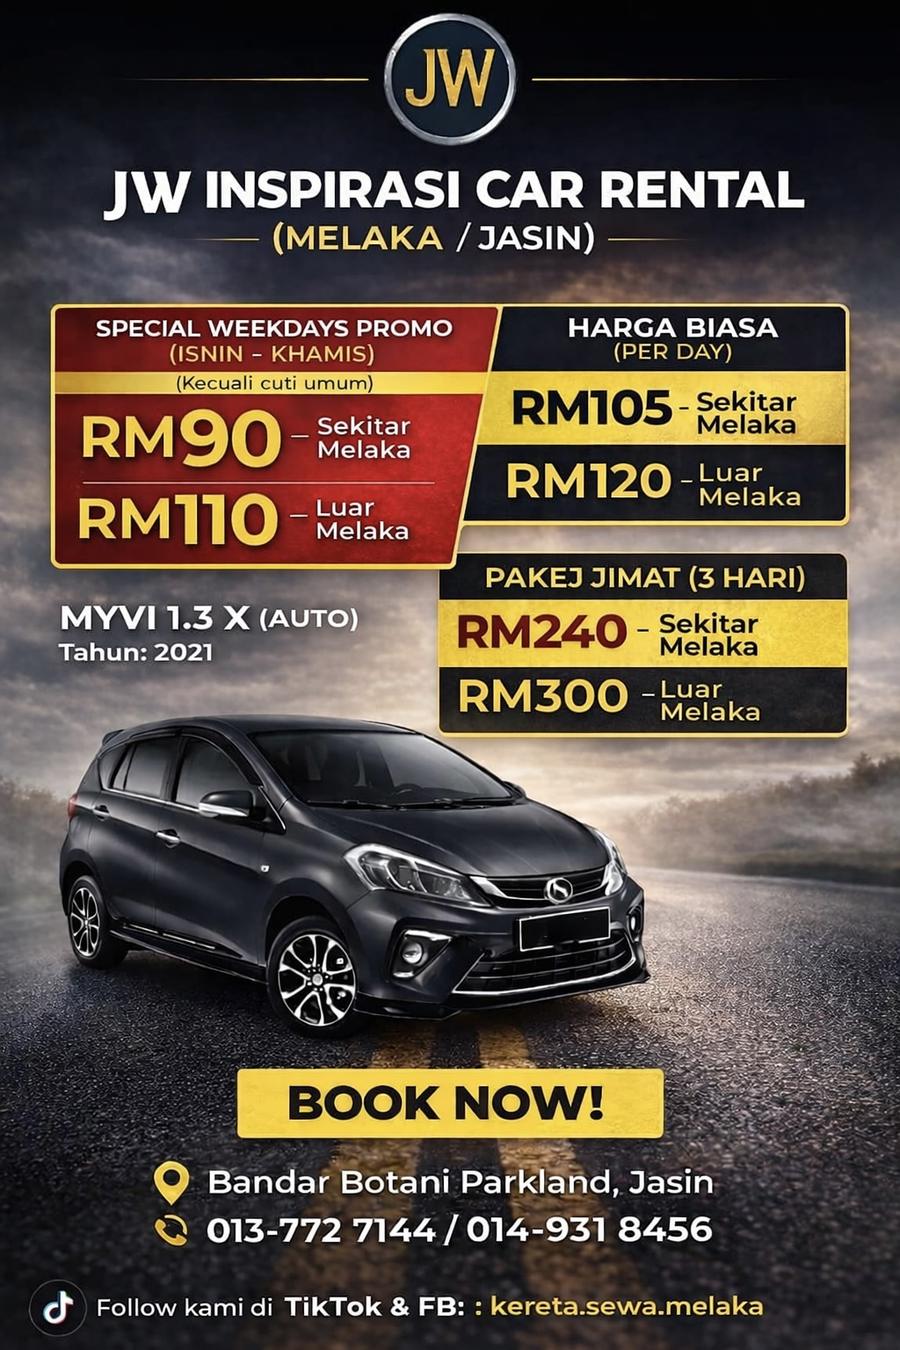 JW
JW INSPIRASI CAR RENTAL
(MELAKA / JASIN)
SPECIAL WEEKDAYS PROMO
(ISNIN - KHAMIS)
(Kecuali cuti umum)
RM90 – Sekitar
Melaka
RM110 – Luar
Melaka
HARGA BIASA
(PER DAY)
RM105 - Sekitar
Melaka
RM120 – Luar
Melaka
PAKEJ JIMAT (3 HARI)
RM240 – Sekitar
Melaka
RM300 – Luar
Melaka
MYVI 1.3 X (AUTO)
Tahun: 2021
BOOK NOW!
Bandar Botani Parkland, Jasin
013-772 7144 / 014-931 8456
Follow kami di TikTok & FB: : kereta.sewa.melaka